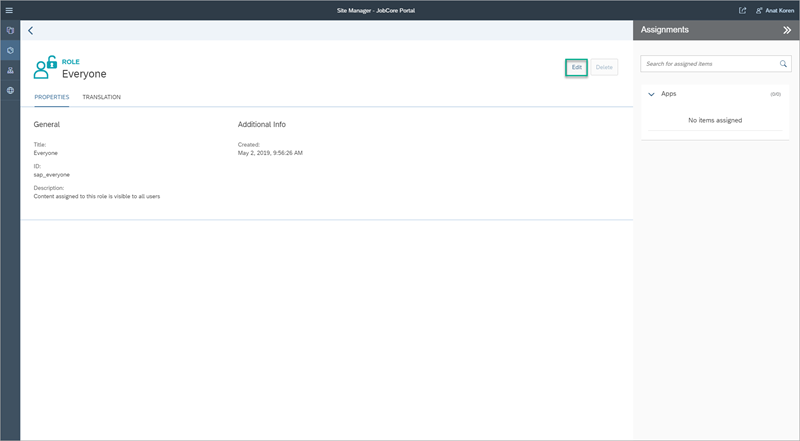 Site Manager - JobCore Portal
Anat Koren
Assignments
ROLE
Everyone
Edit
Delete
Search for assigned items
PROPERTIES
TRANSLATION
Apps
(0/0)
No items assigned
General
Additional Info
Title:
Everyone
Created:
May 2, 2019, 9:56:26 AM
ID:
sap_everyone
Description:
Content assigned to this role is visible to all users